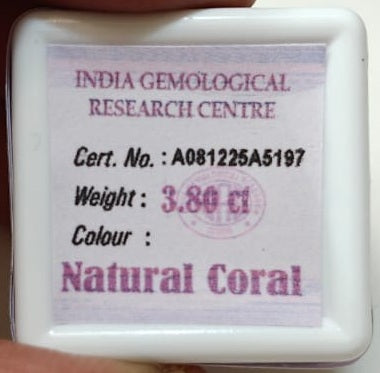 INDIA GEMOLOGICAL
RESEARCH CENTRE
Cert. No. : A081225A5197
Weight : 3.80 ct
Colour :
Natural Coral